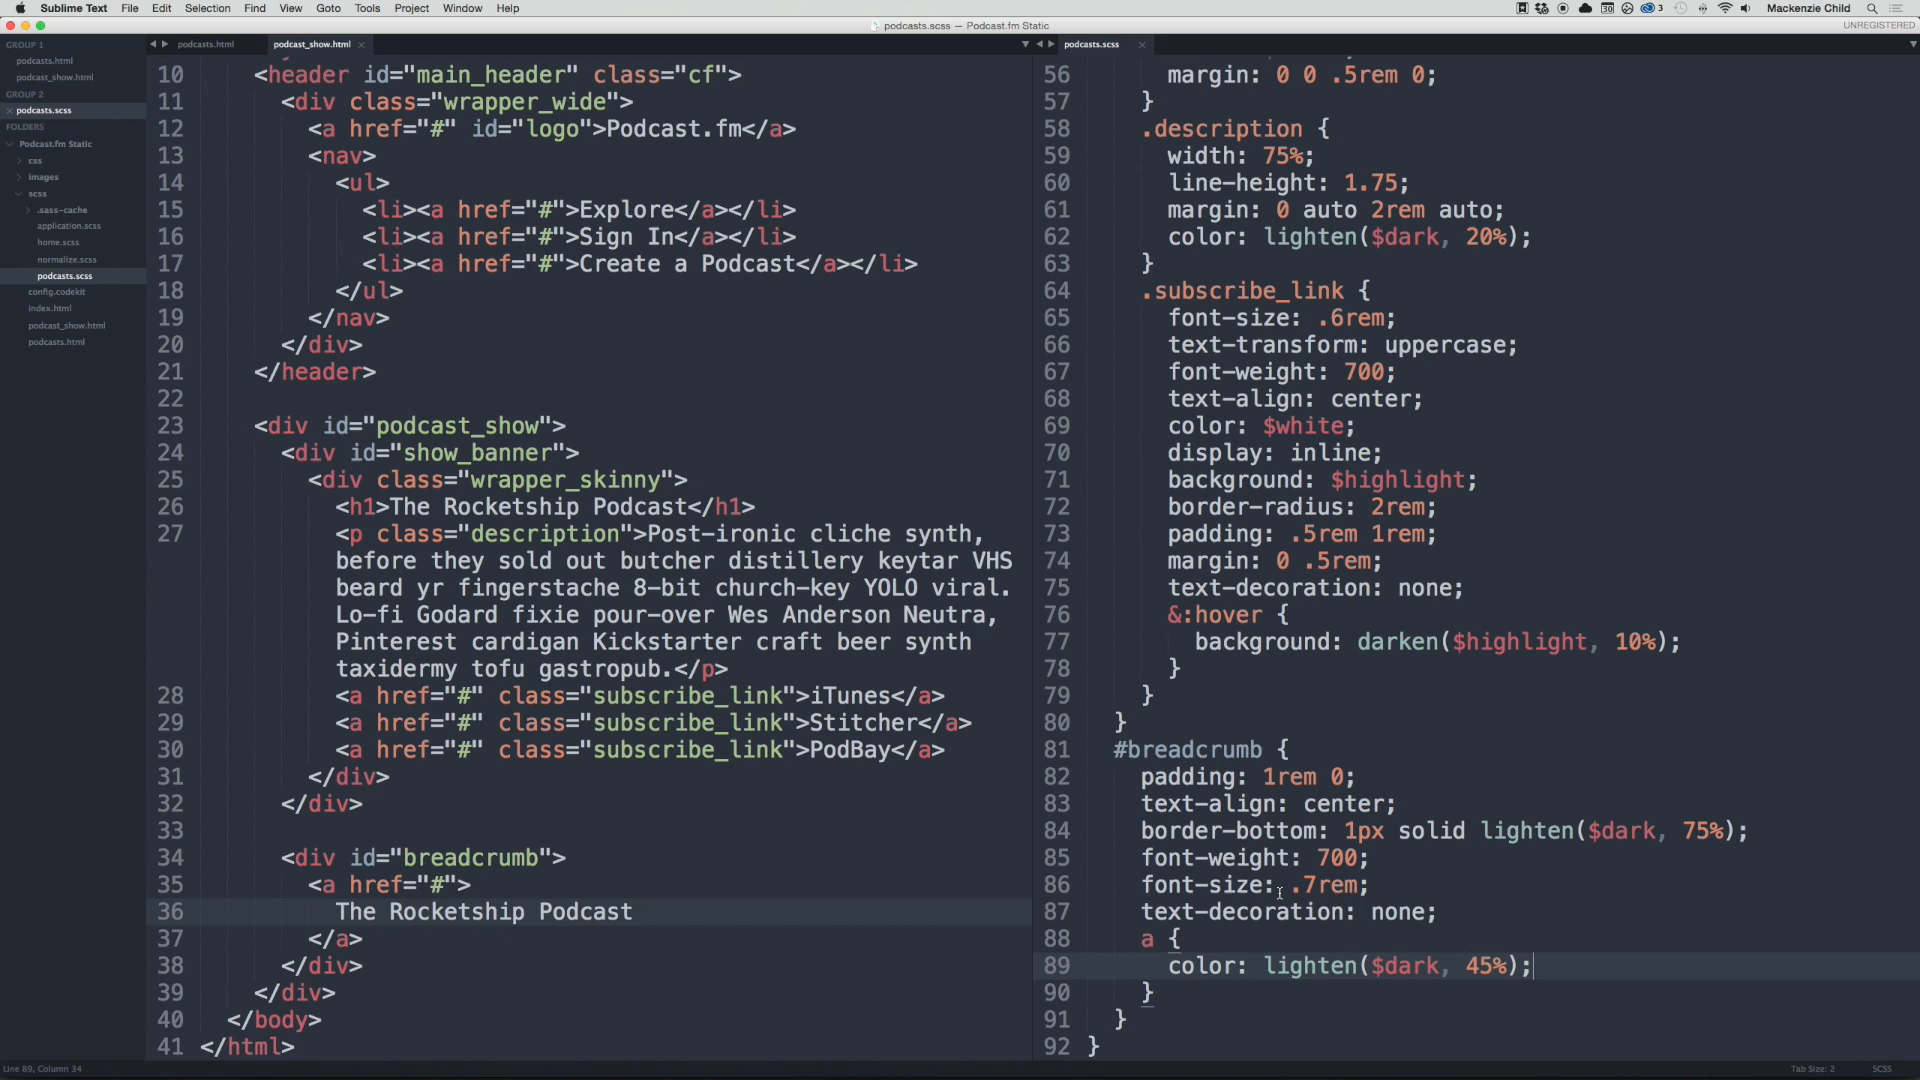 Sublime Text File Edit Selection Find View Goto Tools Project Window Help
3 Mackenzie Child
podcasts.scss — Podcast.fm Static
UNREGISTERED
GROUP 1
podcasts.html
podcast_show.html
GROUP 2
podcasts.scss
FOLDERS
Podcast.fm Static
css
images
scss
.sass-cache
application.scss
home.scss
normalize.scss
podcasts.scss
config.codekit
index.html
podcast_show.html
podcasts.html
podcasts.html podcast_show.html
10 <header id="main_header" class="cf">
11 <div class="wrapper_wide">
12 <a href="#" id="logo">Podcast.fm</a>
13 <nav>
14 <ul>
15 <li><a href="#">Explore</a></li>
16 <li><a href="#">Sign In</a></li>
17 <li><a href="#">Create a Podcast</a></li>
18 </ul>
19 </nav>
20 </div>
21 </header>
22
23 <div id="podcast_show">
24 <div id="show_banner">
25 <div class="wrapper_skinny">
26 <h1>The Rocketship Podcast</h1>
27 <p class="description">Post-ironic cliche synth,
before they sold out butcher distillery keytar VHS
beard yr fingerstache 8-bit church-key YOLO viral.
Lo-fi Godard fixie pour-over Wes Anderson Neutra,
Pinterest cardigan Kickstarter craft beer synth
taxidermy tofu gastropub.</p>
28 <a href="#" class="subscribe_link">iTunes</a>
29 <a href="#" class="subscribe_link">Stitcher</a>
30 <a href="#" class="subscribe_link">PodBay</a>
31 </div>
32 </div>
33
34 <div id="breadcrumb">
35 <a href="#">
36 The Rocketship Podcast
37 </a>
38 </div>
39 </div>
40 </body>
41 </html>
podcasts.scss
56 margin: 0 0 .5rem 0;
57 }
58 .description {
59 width: 75%;
60 line-height: 1.75;
61 margin: 0 auto 2rem auto;
62 color: lighten($dark, 20%);
63 }
64 .subscribe_link {
65 font-size: .6rem;
66 text-transform: uppercase;
67 font-weight: 700;
68 text-align: center;
69 color: $white;
70 display: inline;
71 background: $highlight;
72 border-radius: 2rem;
73 padding: .5rem 1rem;
74 margin: 0 .5rem;
75 text-decoration: none;
76 &:hover {
77 background: darken($highlight, 10%);
78 }
79 }
80 }
81 #breadcrumb {
82 padding: 1rem 0;
83 text-align: center;
84 border-bottom: 1px solid lighten($dark, 75%);
85 font-weight: 700;
86 font-size: .7rem;
87 text-decoration: none;
88 a {
89 color: lighten($dark, 45%);
90 }
91 }
92 }
Line 89, Column 34
Tab Size: 2 SCSS